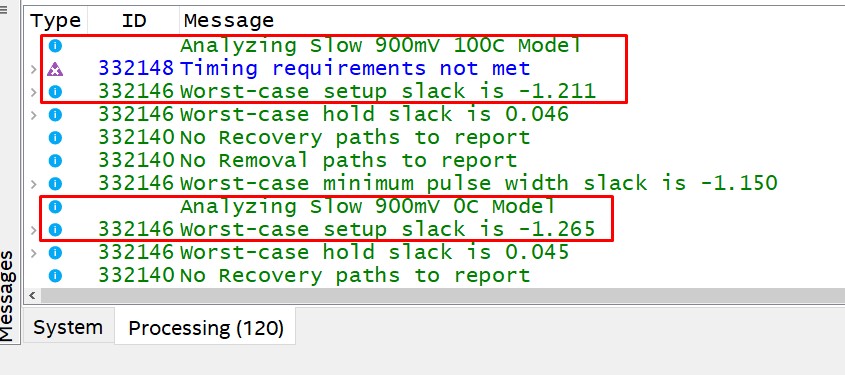 Type ID Message
Analyzing Slow 900mV 100C Model
332148 Timing requirements not met
332146 Worst-case setup slack is -1.211
332146 Worst-case hold slack is 0.046
332140 No Recovery paths to report
332140 No Removal paths to report
332146 Worst-case minimum pulse width slack is -1.150
Analyzing Slow 900mV 0C Model
332146 Worst-case setup slack is -1.265
332146 Worst-case hold slack is 0.045
332140 No Recovery paths to report
Messages
System Processing (120)